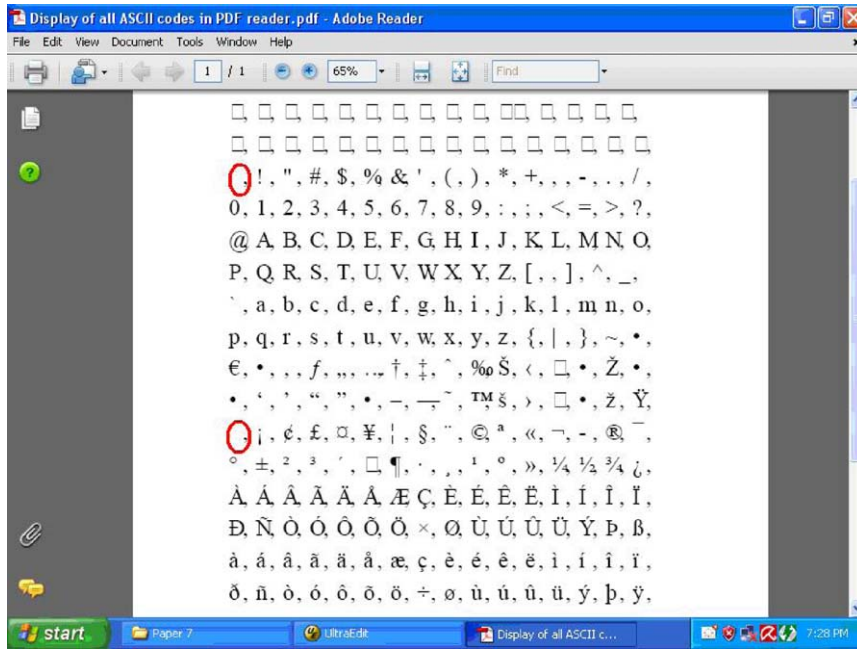 Display of all ASCII codes in PDF reader.pdf - Adobe Reader
File Edit View Document Tools Window Help
1 / 1 65% Find
□, □, □, □, □, □, □, □, □, □, □□, □, □, □, □,
□, □, □, □, □, □, □, □, □, □, □, □, □, □, □, □,
 , !, ", #, $, %, &, ', (, ), *, +, ,, -, ., /,
0, 1, 2, 3, 4, 5, 6, 7, 8, 9, :, ;, <, =, >, ?,
@, A, B, C, D, E, F, G, H, I, J, K, L, M, N, O,
P, Q, R, S, T, U, V, W, X, Y, Z, [, , ], ^, _,
`, a, b, c, d, e, f, g, h, i, j, k, l, m, n, o,
p, q, r, s, t, u, v, w, x, y, z, {, |, }, ~, •,
€, •, ‚, ƒ, „, …, †, ‡, ˆ, ‰, Š, ‹, □, •, Ž, •,
•, ‘, ’, “, ”, •, –, —, ˜, ™, š, ›, □, •, ž, Ÿ,
 , ¡, ¢, £, ¤, ¥, ¦, §, ¨, ©, ª, «, ¬, -, ®, ¯,
°, ±, ², ³, ´, □, ¶, ·, ¸, ¹, º, », ¼, ½, ¾, ¿,
À, Á, Â, Ã, Ä, Å, Æ, Ç, È, É, Ê, Ë, Ì, Í, Î, Ï,
Ð, Ñ, Ò, Ó, Ô, Õ, Ö, ×, Ø, Ù, Ú, Û, Ü, Ý, Þ, ß,
à, á, â, ã, ä, å, æ, ç, è, é, ê, ë, ì, í, î, ï,
ð, ñ, ò, ó, ô, õ, ö, ÷, ø, ù, ú, û, ü, ý, þ, ÿ,
start Paper 7 UltraEdit Display of all ASCII c... 7:28 PM